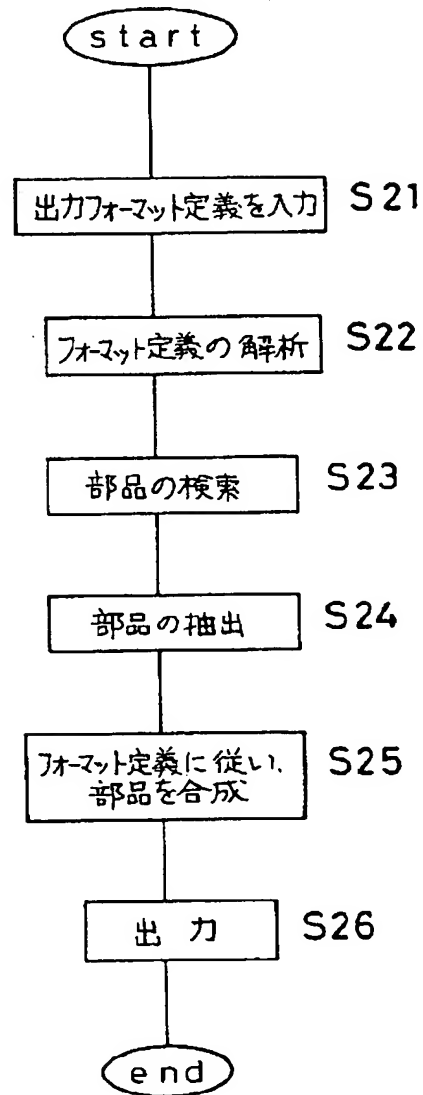 start
出力フォーマット定義を入力 S21
フォーマット定義の解析 S22
部品の検索 S23
部品の抽出 S24
フォーマット定義に従い、 S25
部品を合成
出力 S26
end